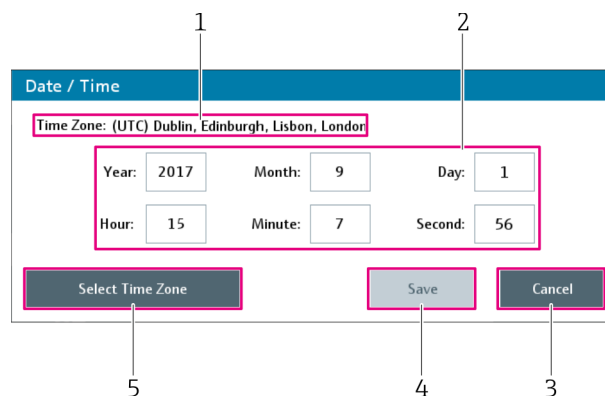 1 2
Date / Time
Time Zone: (UTC) Dublin, Edinburgh, Lisbon, London
Year: 2017 Month: 9 Day: 1
Hour: 15 Minute: 7 Second: 56
Select Time Zone Save Cancel
5 4 3